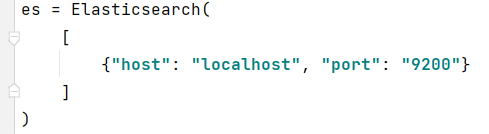 es = Elasticsearch(
    [
        {"host": "localhost", "port": "9200"}
    ]
)